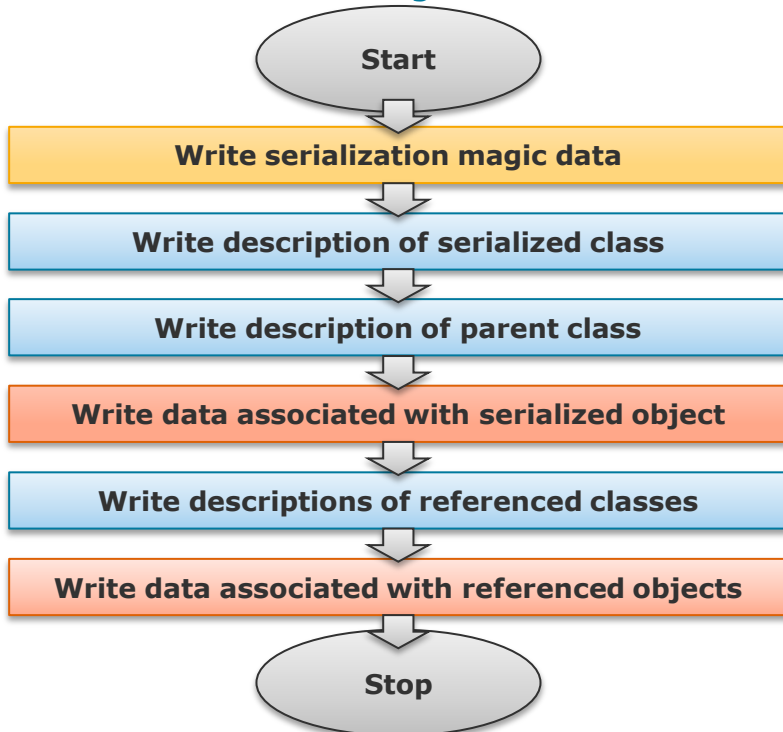 Start
Write serialization magic data
Write description of serialized class
Write description of parent class
Write data associated with serialized object
Write descriptions of referenced classes
Write data associated with referenced objects
Stop